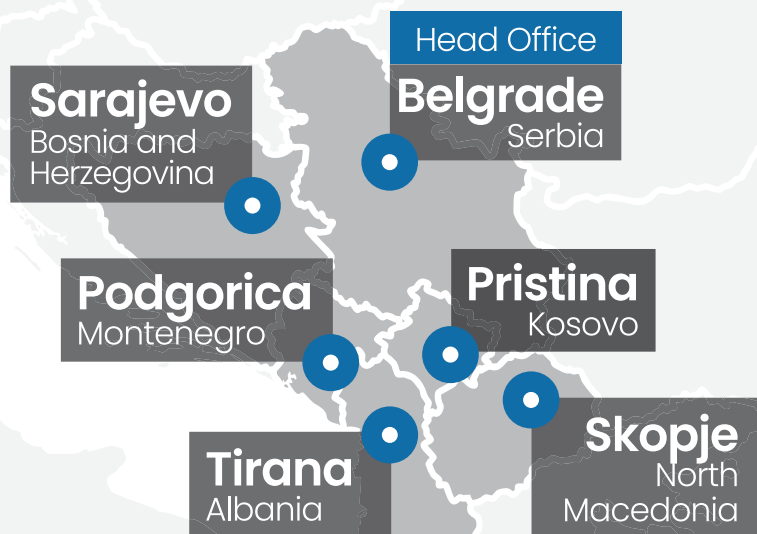 Head Office
Belgrade
Serbia
Sarajevo
Bosnia and
Herzegovina
Podgorica
Montenegro
Pristina
Kosovo
Tirana
Albania
Skopje
North
Macedonia